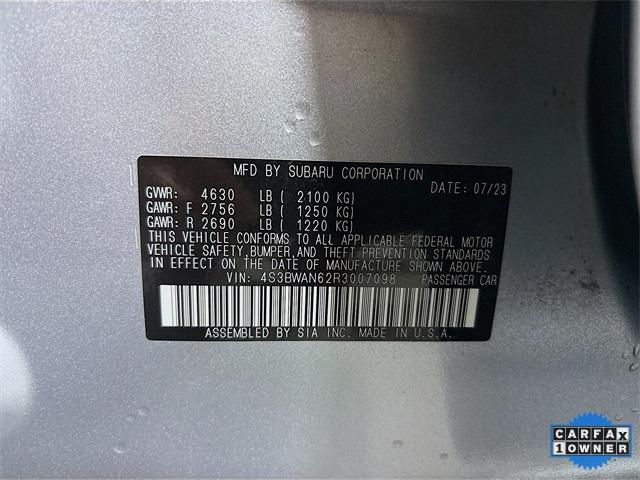 MFD BY SUBARU CORPORATION
DATE: 07/23
GVWR: 4630 LB ( 2100 KG)
GAWR: F 2756 LB ( 1250 KG)
GAWR: R 2690 LB ( 1220 KG)
THIS VEHICLE CONFORMS TO ALL APPLICABLE FEDERAL MOTOR
VEHICLE SAFETY, BUMPER, AND THEFT PREVENTION STANDARDS
IN EFFECT ON THE DATE OF MANUFACTURE SHOWN ABOVE.
VIN: 4S3BWAN62R3007098 PASSENGER CAR
ASSEMBLED BY SIA INC. MADE IN U.S.A.
CARFAX
1 OWNER